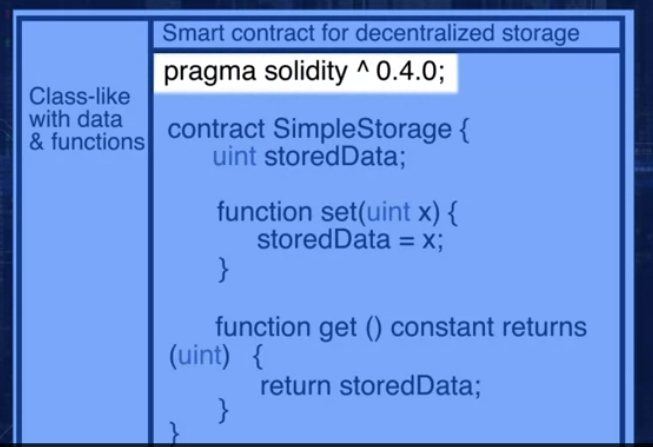 Smart contract for decentralized storage
pragma solidity ^ 0.4.0;
Class-like
with data
& functions
contract SimpleStorage {
uint storedData;
function set(uint x) {
storedData = x;
}
function get () constant returns
(uint) {
return storedData;
}
}